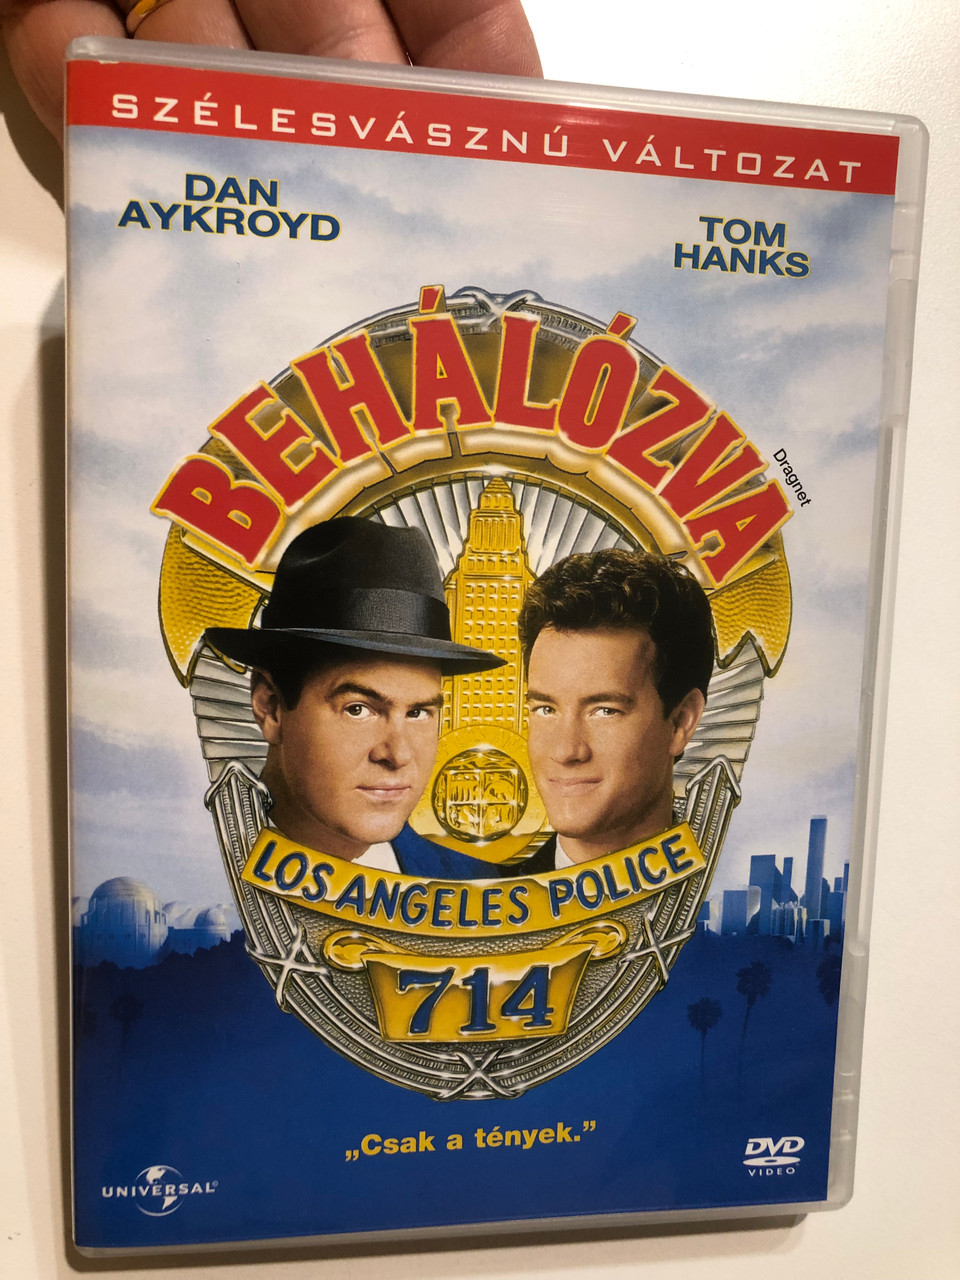 SZÉLESVÁSZNÚ VÁLTOZAT
DAN
AYKROYD
TOM
HANKS
BEHÁLÓZVA
Dragnet
LOS ANGELES POLICE
714
„Csak a tények.”
UNIVERSAL®
DVD
VIDEO